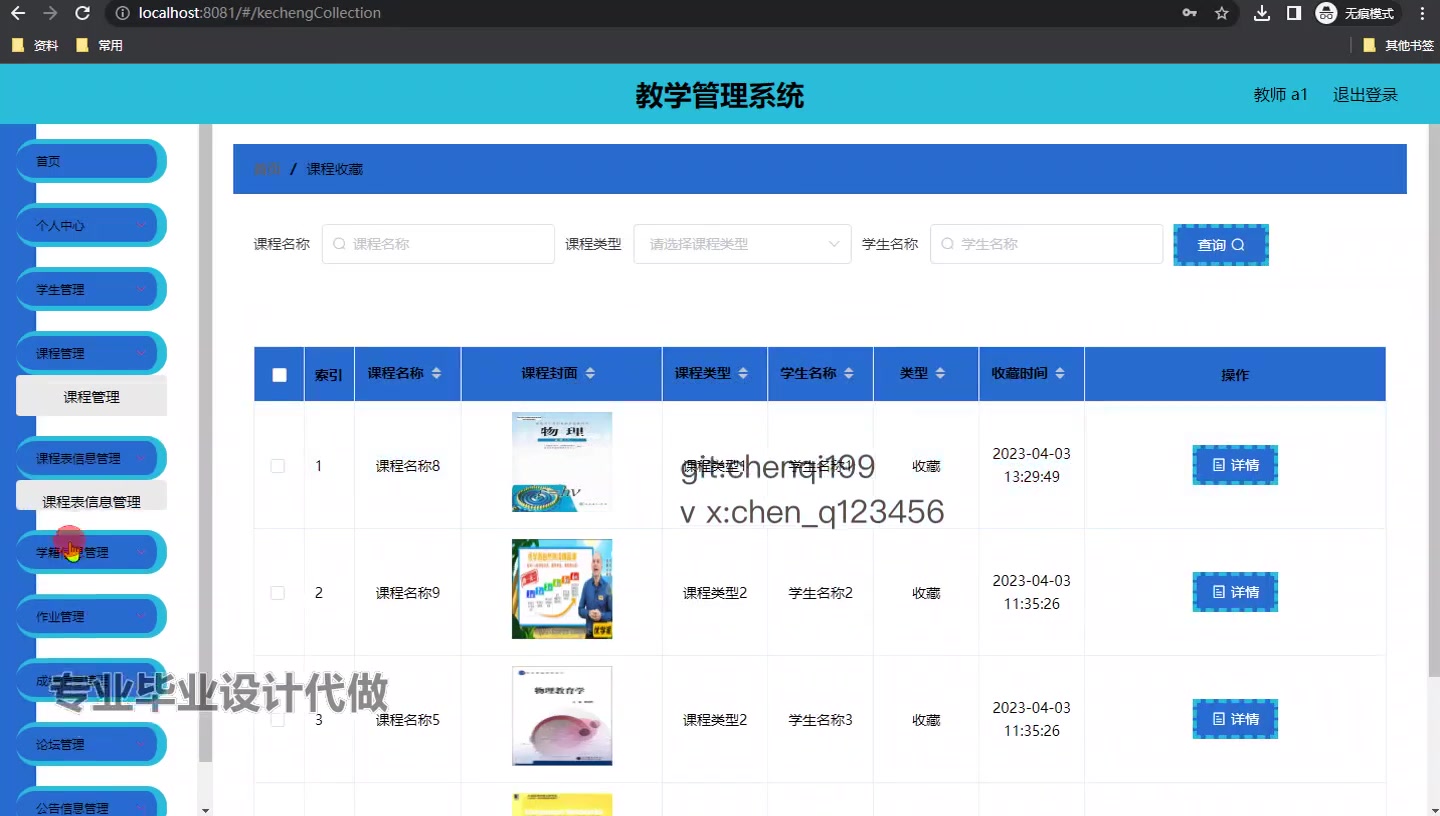 localhost:8081/#/kechengCollection
无痕模式
资料 常用 其他书签
教学管理系统
教师 a1 退出登录
首页
个人中心
学生管理
课程管理
课程管理
课程表信息管理
课程表信息管理
学籍信息管理
作业管理
论坛管理
公告信息管理
首页 / 课程收藏
课程名称 课程名称 课程类型 请选择课程类型 学生名称 学生名称 查询
索引 课程名称 课程封面 课程类型 学生名称 类型 收藏时间 操作
物理
1 课程名称8 课程类型1 学生名称1 收藏 2023-04-03 13:29:49 详情
2 课程名称9 课程类型2 学生名称2 收藏 2023-04-03 11:35:26 详情
物理教育学
3 课程名称5 课程类型2 学生名称3 收藏 2023-04-03 11:35:26 详情
git:chenqi199
v x:chen_q123456
专业毕业设计代做